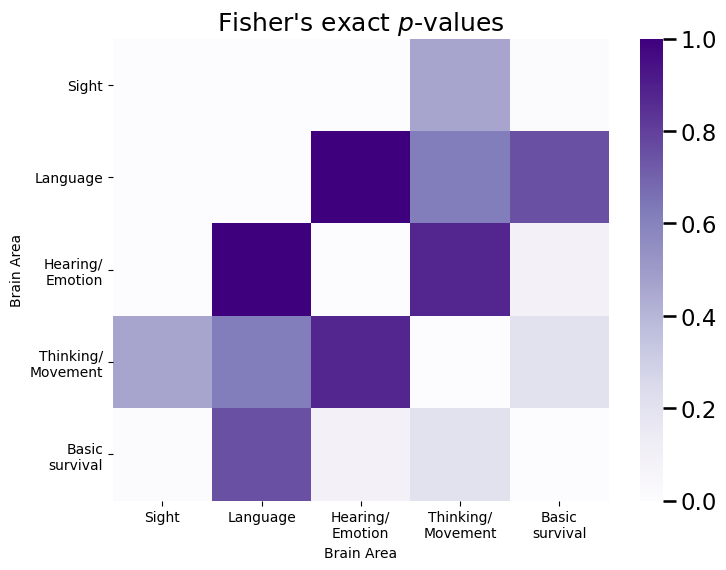 Fisher's exact p-values
Sight
Language
Hearing/
Emotion
Thinking/
Movement
Basic
survival
Brain Area
Sight
Language
Hearing/
Emotion
Thinking/
Movement
Basic
survival
Brain Area
1.0
0.8
0.6
0.4
0.2
0.0